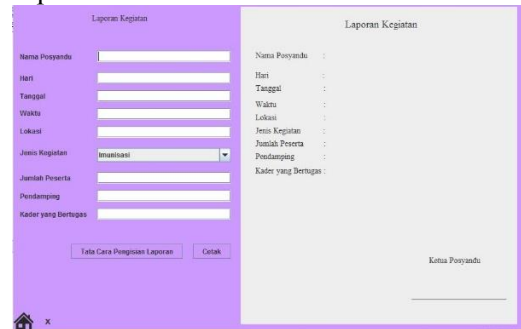 Laporan Kegiatan
Nama Posyandu
Hari
Tanggal
Waktu
Lokasi
Jenis Kegiatan Imunisasi
Jumlah Peserta
Pendamping
Kader yang Bertugas
Tata Cara Pengisian Laporan Cetak
x
Laporan Kegiatan
Nama Posyandu :
Hari :
Tanggal :
Waktu :
Lokasi :
Jenis Kegiatan :
Jumlah Peserta :
Pendamping :
Kader yang Bertugas :
Ketua Posyandu